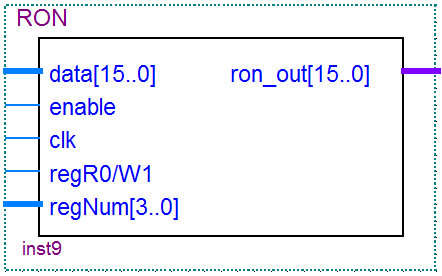 RON
data[15..0] ron_out[15..0]
enable
clk
regR0/W1
regNum[3..0]
inst9